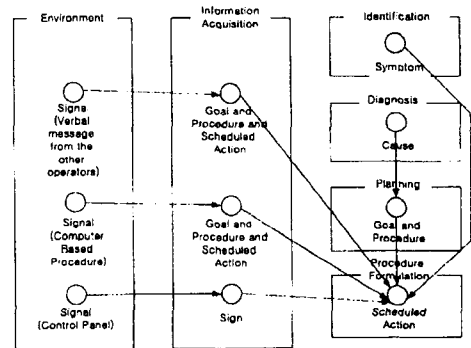 Environment
Information
Acquisition
Identification
Symptom
Signal
(Verbal
message
from the
other
operators)
Goal and
Procedure and
Scheduled
Action
Diagnosis
Cause
Planning
Signal
(Computer
Based
Procedure)
Goal and
Procedure and
Scheduled
Action
Goal and
Procedure
Procedure
Formulation
Signal
(Control Panel)
Sign
Scheduled
Action